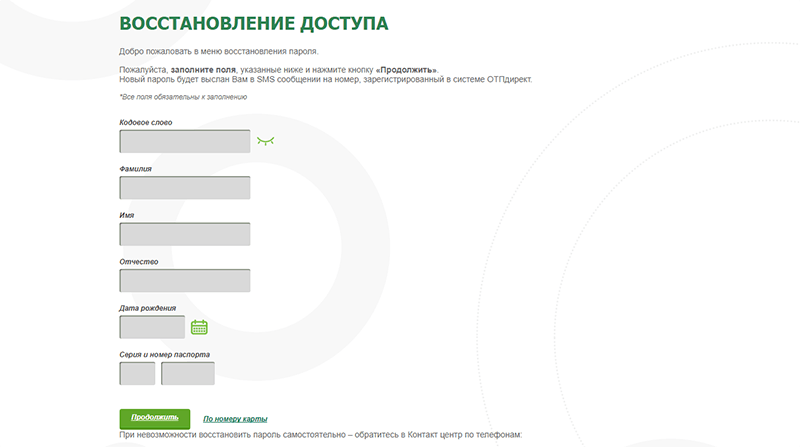 ВОССТАНОВЛЕНИЕ ДОСТУПА
Добро пожаловать в меню восстановления пароля.
Пожалуйста, заполните поля, указанные ниже и нажмите кнопку «Продолжить».
Новый пароль будет выслан Вам в SMS сообщении на номер, зарегистрированный в системе ОТПдирект.
*Все поля обязательны к заполнению
Кодовое слово
Фамилия
Имя
Отчество
Дата рождения
Серия и номер паспорта
Продолжить По номеру карты
При невозможности восстановить пароль самостоятельно – обратитесь в Контакт центр по телефонам: